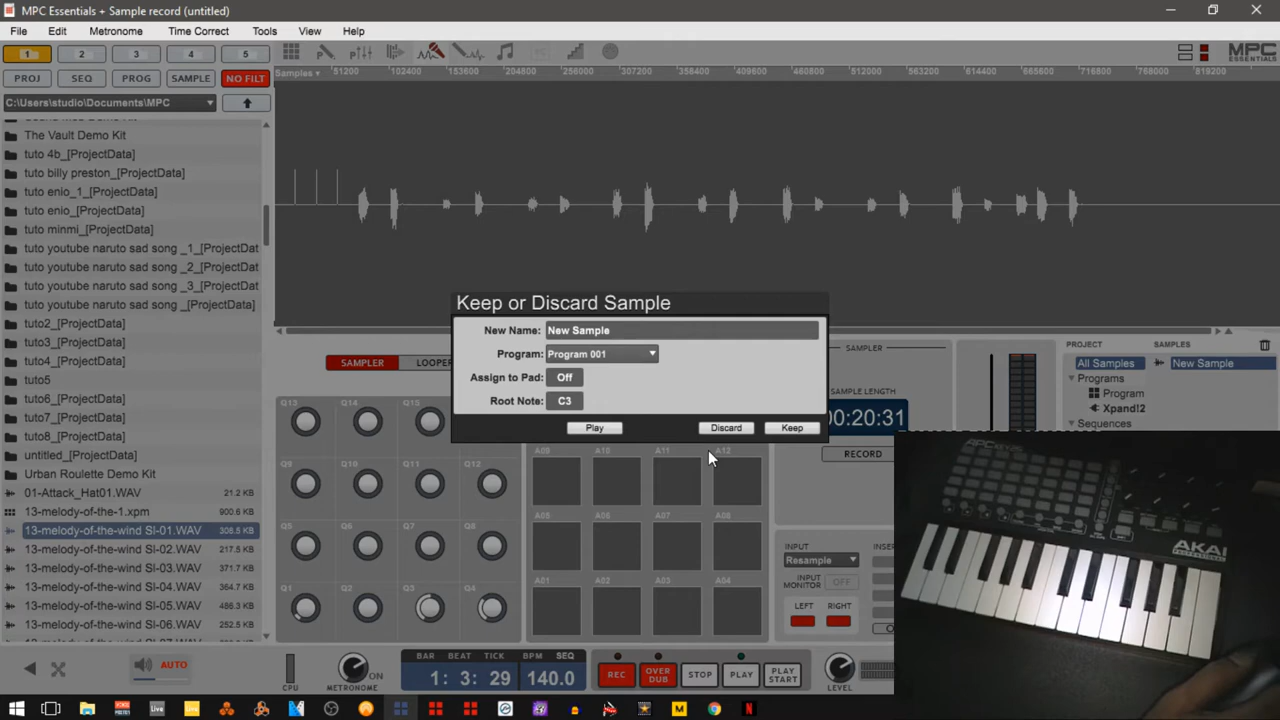 MPC Essentials + Sample record (untitled)
File Edit Metronome Time Correct Tools View Help
1 2 3 4 5
MPC
ESSENTIALS
PROJ SEQ PROG SAMPLE NO FILT
Samples 51200 102400 153600 204800 256000 307200 358400 409600 460800 512000 563200 614400 665600 716800 768000 819200
C:\Users\studio\Documents\MPC
The Vault Demo Kit
tuto 4b_[ProjectData]
tuto billy preston_[ProjectData]
tuto enio_1_[ProjectData]
tuto enio_[ProjectData]
tuto minmi_[ProjectData]
tuto youtube naruto sad song _1_[ProjectDat
tuto youtube naruto sad song _2_[ProjectDat
tuto youtube naruto sad song _3_[ProjectDat
tuto youtube naruto sad song_[ProjectData]
tuto2_[ProjectData]
tuto3_[ProjectData]
tuto4_[ProjectData]
tuto5
tuto6_[ProjectData]
tuto7_[ProjectData]
tuto8_[ProjectData]
untitled_[ProjectData]
Urban Roulette Demo Kit
01-Attack_Hat01.WAV 21.2 KB
13-melody-of-the-1.xpm 900.6 KB
13-melody-of-the-wind SI-01.WAV 308.5 KB
13-melody-of-the-wind SI-02.WAV 217.5 KB
13-melody-of-the-wind SI-03.WAV 371.7 KB
13-melody-of-the-wind SI-04.WAV 364.7 KB
13-melody-of-the-wind SI-05.WAV 486.3 KB
13-melody-of-the-wind SI-06.WAV 252.5 KB
Keep or Discard Sample
New Name: New Sample
Program: Program 001
Assign to Pad: Off
Root Note: C3
Play Discard Keep
SAMPLER LOOPER
Q13 Q14 Q15
Q9 Q10 Q11 Q12
Q5 Q6 Q7 Q8
Q1 Q2 Q3 Q4
A09 A10 A11 A12
A05 A06 A07 A08
A01 A02 A03 A04
SAMPLER
SAMPLE LENGTH
00:20:31
RECORD
INPUT
Resample
INPUT MONITOR OFF
LEFT RIGHT
PROJECT SAMPLES
All Samples New Sample
Programs
Program
Xpand!2
Sequences
AKAI
PROFESSIONAL
AUTO
CPU
METRONOME ON
BAR BEAT TICK BPM SEQ
1: 3: 29 140.0
REC OVER DUB STOP PLAY PLAY START
LEVEL